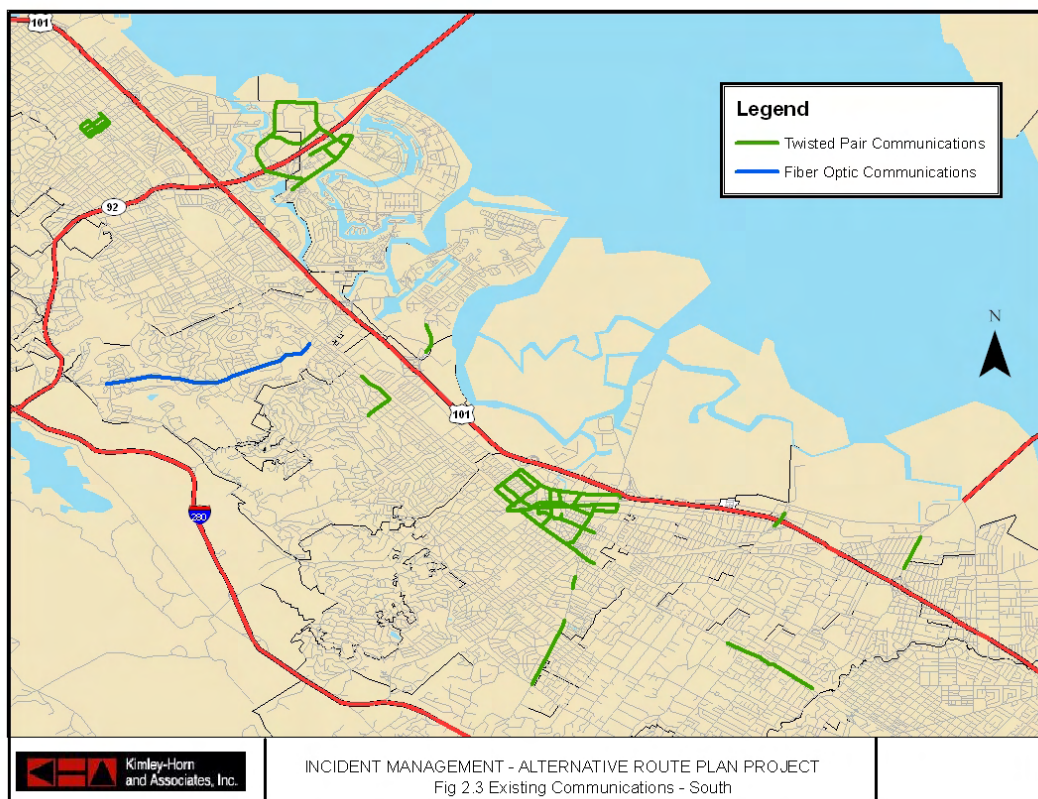 101
Legend
Twisted Pair Communications
Fiber Optic Communications
92
N
101
280
Kimley-Horn
and Associates, Inc.
INCIDENT MANAGEMENT - ALTERNATIVE ROUTE PLAN PROJECT
Fig 2.3 Existing Communications - South